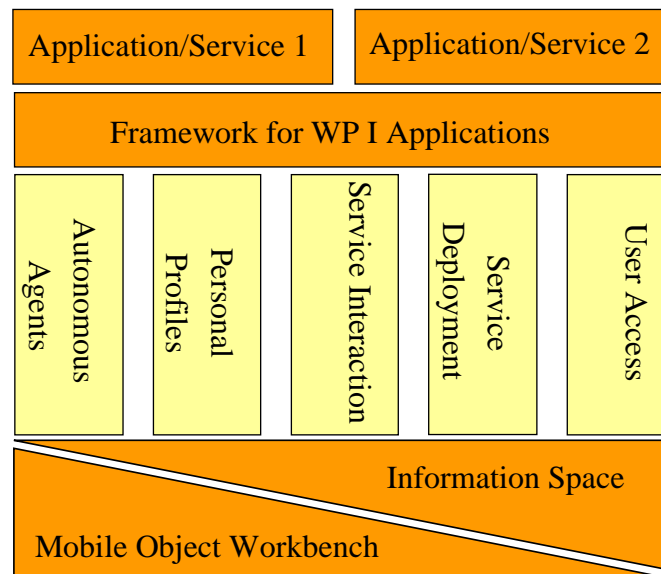 Application/Service 1
Application/Service 2
Framework for WP I Applications
Autonomous
Agents
Personal
Profiles
Service Interaction
Service
Deployment
User Access
Information Space
Mobile Object Workbench